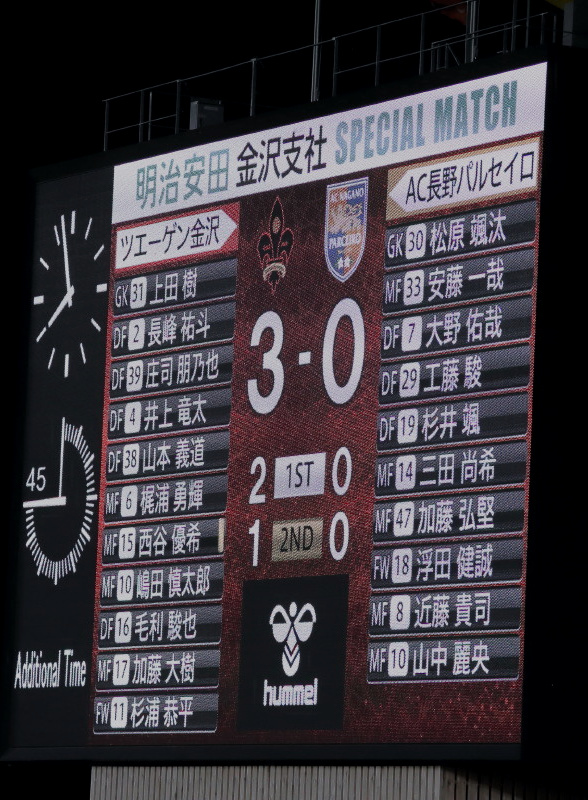 明治安田 金沢支社 SPECIAL MATCH
ツエーゲン金沢
GK 31 上田 樹
DF 2 長峰 祐斗
DF 39 庄司 朋乃也
DF 4 井上 竜太
DF 38 山本 義道
MF 6 梶浦 勇輝
MF 15 西谷 優希
MF 10 嶋田 慎太郎
DF 16 毛利 駿也
MF 17 加藤 大樹
FW 11 杉浦 恭平
AC NAGANO
PARCEIRO
3 - 0
2 1ST 0
1 2ND 0
hummel
AC長野パルセイロ
GK 30 松原 颯汰
MF 33 安藤 一哉
DF 7 大野 佑哉
DF 29 工藤 駿
DF 19 杉井 颯
MF 14 三田 尚希
MF 47 加藤 弘堅
FW 18 浮田 健誠
MF 8 近藤 貴司
MF 10 山中 麗央
45
Additional Time